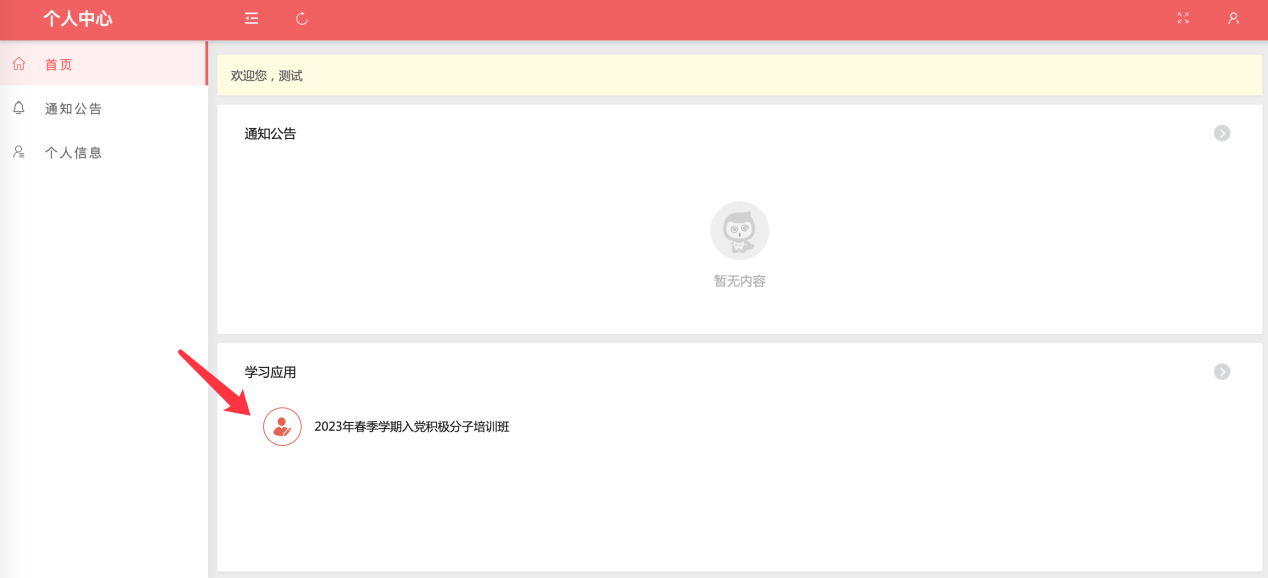 个人中心
首页
通知公告
个人信息
欢迎您，测试
通知公告
暂无内容
学习应用
2023年春季学期入党积极分子培训班